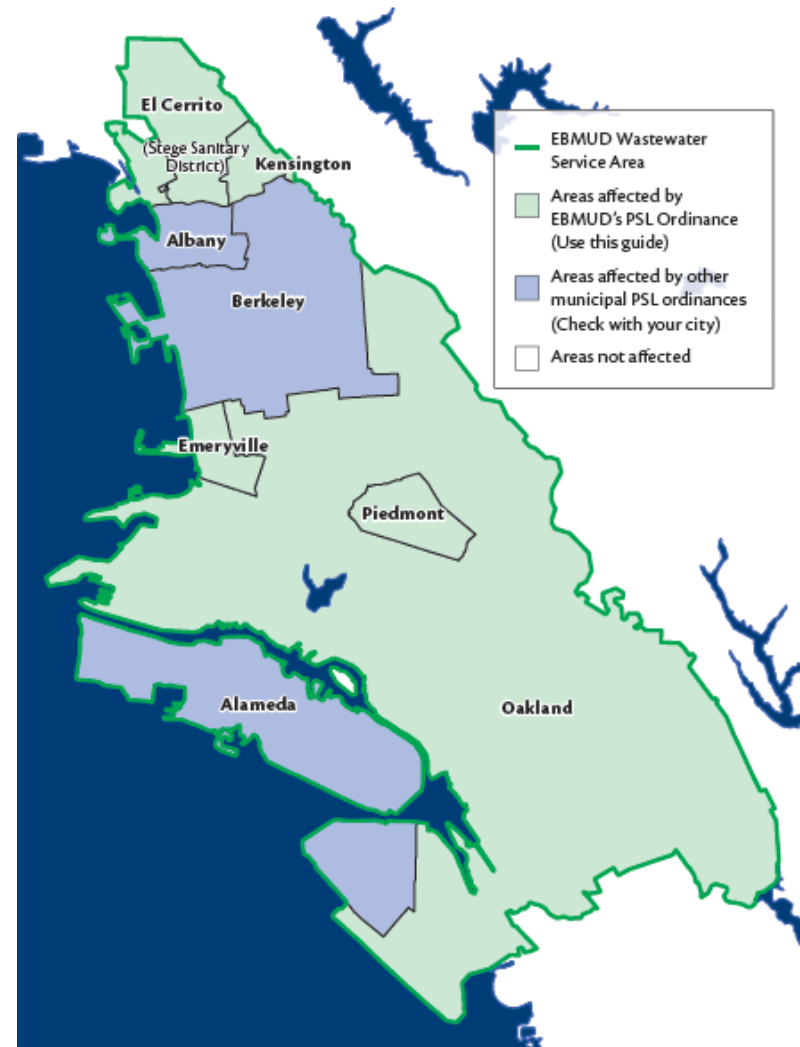 El Cerrito
(Stege Sanitary
District)
Kensington
Albany
Berkeley
Emeryville
Piedmont
Alameda
Oakland
EBMUD Wastewater
Service Area
Areas affected by
EBMUD's PSL Ordinance
(Use this guide)
Areas affected by other
municipal PSL ordinances
(Check with your city)
Areas not affected